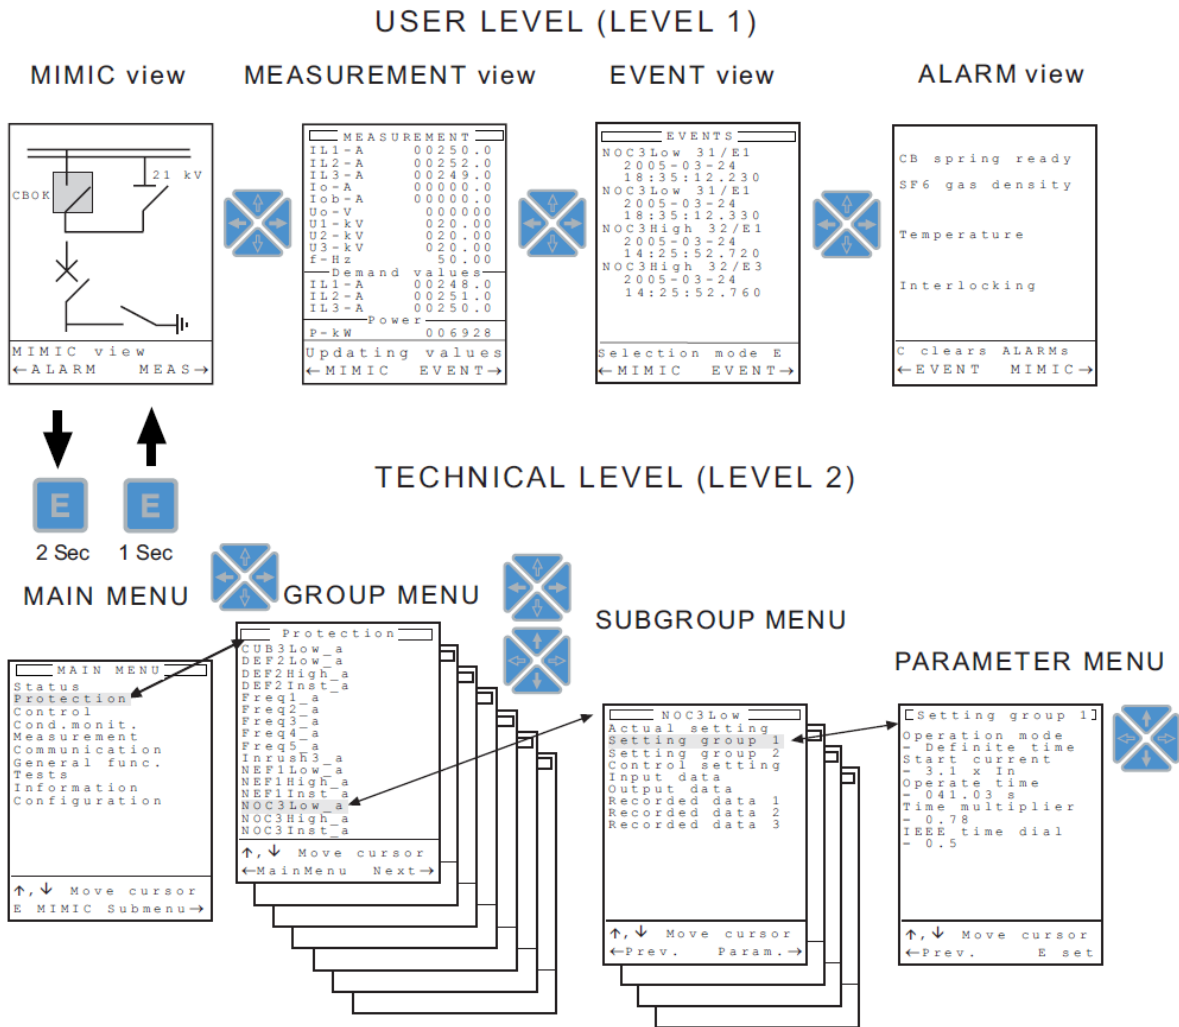 USER LEVEL (LEVEL 1)
MIMIC view
MEASUREMENT view
EVENT view
ALARM view
21 kV
CBOK
MIMIC view
←ALARM MEAS→
MEASUREMENT
IL1-A 00250.0
IL2-A 00252.0
IL3-A 00249.0
Io-A 00000.0
Iob-A 00000.0
Uo-V 000000
U1-kV 020.00
U2-kV 020.00
U3-kV 020.00
f-Hz 50.00
Demand values
IL1-A 00248.0
IL2-A 00251.0
IL3-A 00250.0
Power
P-kW 006928
Updating values
←MIMIC EVENT→
EVENTS
NOC3Low 31/E1
2005-03-24
18:35:12.230
NOC3Low 31/E1
2005-03-24
18:35:12.330
NOC3High 32/E1
2005-03-24
14:25:52.720
NOC3High 32/E3
2005-03-24
14:25:52.760
Selection mode E
←MIMIC EVENT→
CB spring ready
SF6 gas density
Temperature
Interlocking
C clears ALARMs
←EVENT MIMIC→
E
E
2 Sec
1 Sec
TECHNICAL LEVEL (LEVEL 2)
MAIN MENU
GROUP MENU
SUBGROUP MENU
PARAMETER MENU
MAIN MENU
Status
Protection
Control
Cond.monit.
Measurement
Communication
General func.
Tests
Information
Configuration
↑,↓ Move cursor
E MIMIC Submenu→
Protection
CUB3Low_a
DEF2Low_a
DEF2High_a
DEF2Inst_a
Freq1_a
Freq2_a
Freq3_a
Freq4_a
Freq5_a
Inrush3_a
NEF1Low_a
NEF1High_a
NEF1Inst_a
NOC3Low_a
NOC3High_a
NOC3Inst_a
↑,↓ Move cursor
←MainMenu Next→
NOC3Low
Actual setting
Setting group 1
Setting group 2
Control setting
Input data
Output data
Recorded data 1
Recorded data 2
Recorded data 3
↑,↓ Move cursor
←Prev. Param.→
[Setting group 1]
Operation mode
- Definite time
Start current
- 3.1 x In
Operate time
- 041.03 s
Time multiplier
- 0.78
IEEE time dial
- 0.5
↑,↓ Move cursor
←Prev. E set